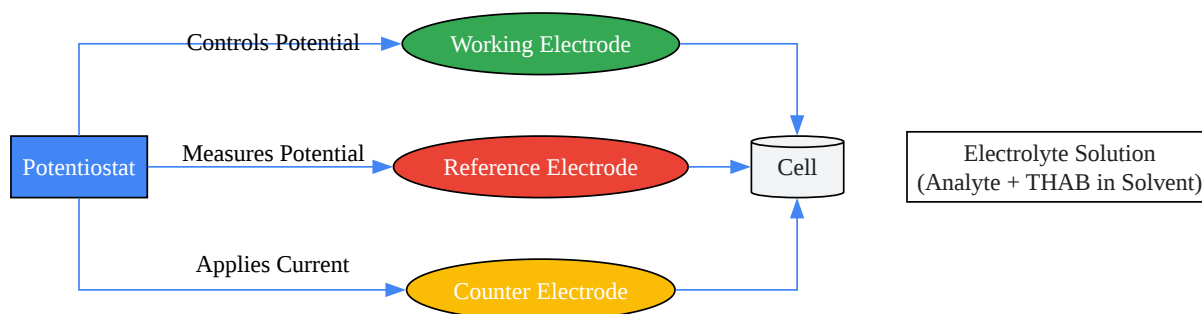 Controls Potential
Working Electrode
Potentiostat
Measures Potential
Reference Electrode
Cell
Electrolyte Solution
(Analyte + THAB in Solvent)
Applies Current
Counter Electrode